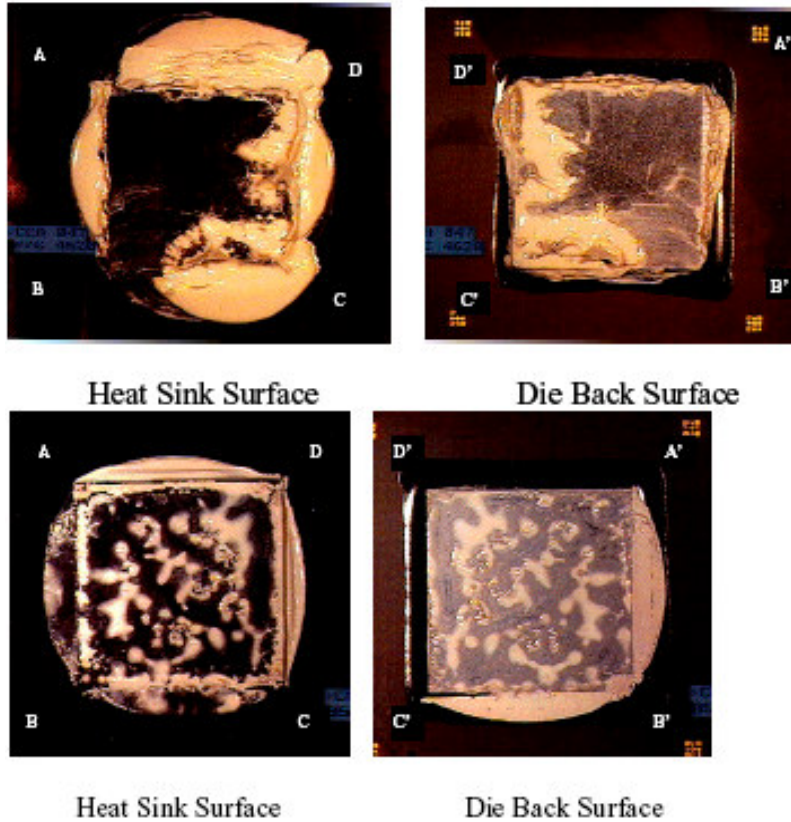 A
D
D'
A'
B
C
C'
B'
Heat Sink Surface
Die Back Surface
A
D
D'
A'
B
C
C'
B'
Heat Sink Surface
Die Back Surface